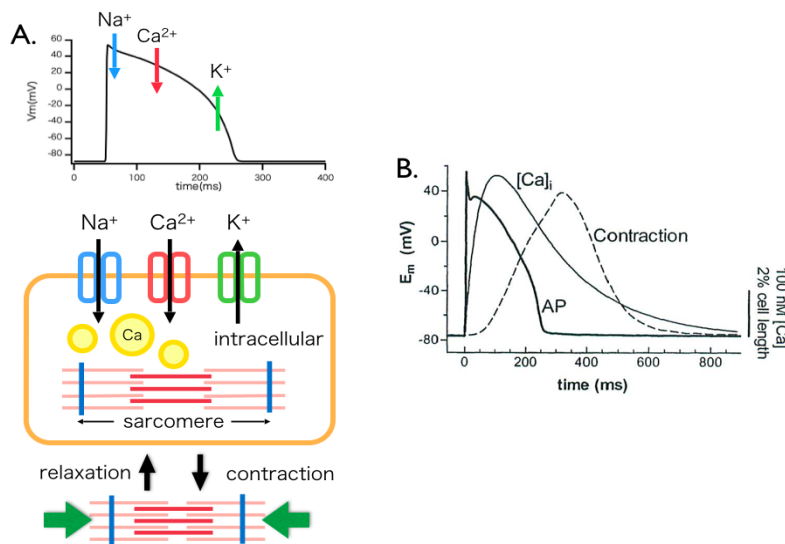 A.
Na⁺
Ca²⁺
K⁺
Vm(mV)
60
40
20
0
-20
-40
-60
-80
0 100 200 300 400
time(ms)
Na⁺ Ca²⁺ K⁺
Ca
intracellular
sarcomere
relaxation contraction
B.
[Ca]i
Contraction
AP
Em (mV)
40
0
-40
-80
0 200 400 600 800
time (ms)
100 nM [Ca]
2% cell length